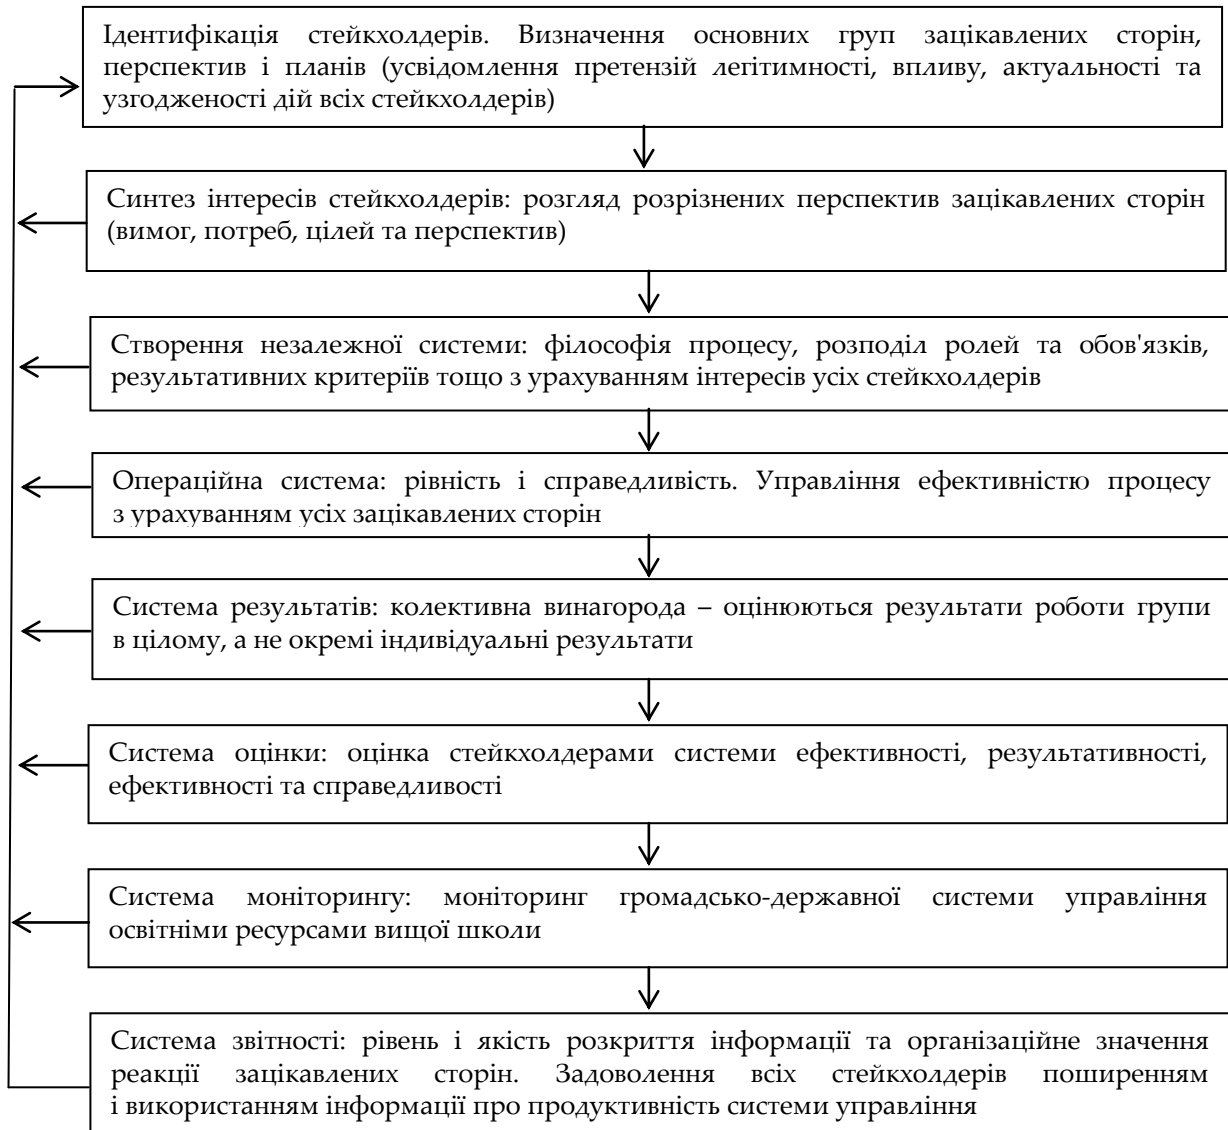 Ідентифікація стейкхолдерів. Визначення основних груп зацікавлених сторін,
перспектив і планів (усвідомлення претензій легітимності, впливу, актуальності та
узгодженості дій всіх стейкхолдерів)
Синтез інтересів стейкхолдерів: розгляд розрізнених перспектив зацікавлених сторін
(вимог, потреб, цілей та перспектив)
Створення незалежної системи: філософія процесу, розподіл ролей та обов'язків,
результативних критеріїв тощо з урахуванням інтересів усіх стейкхолдерів
Операційна система: рівність і справедливість. Управління ефективністю процесу
з урахуванням усіх зацікавлених сторін
Система результатів: колективна винагорода – оцінюються результати роботи групи
в цілому, а не окремі індивідуальні результати
Система оцінки: оцінка стейкхолдерами системи ефективності, результативності,
ефективності та справедливості
Система моніторингу: моніторинг громадсько-державної системи управління
освітніми ресурсами вищої школи
Система звітності: рівень і якість розкриття інформації та організаційне значення
реакції зацікавлених сторін. Задоволення всіх стейкхолдерів поширенням
і використанням інформації про продуктивність системи управління